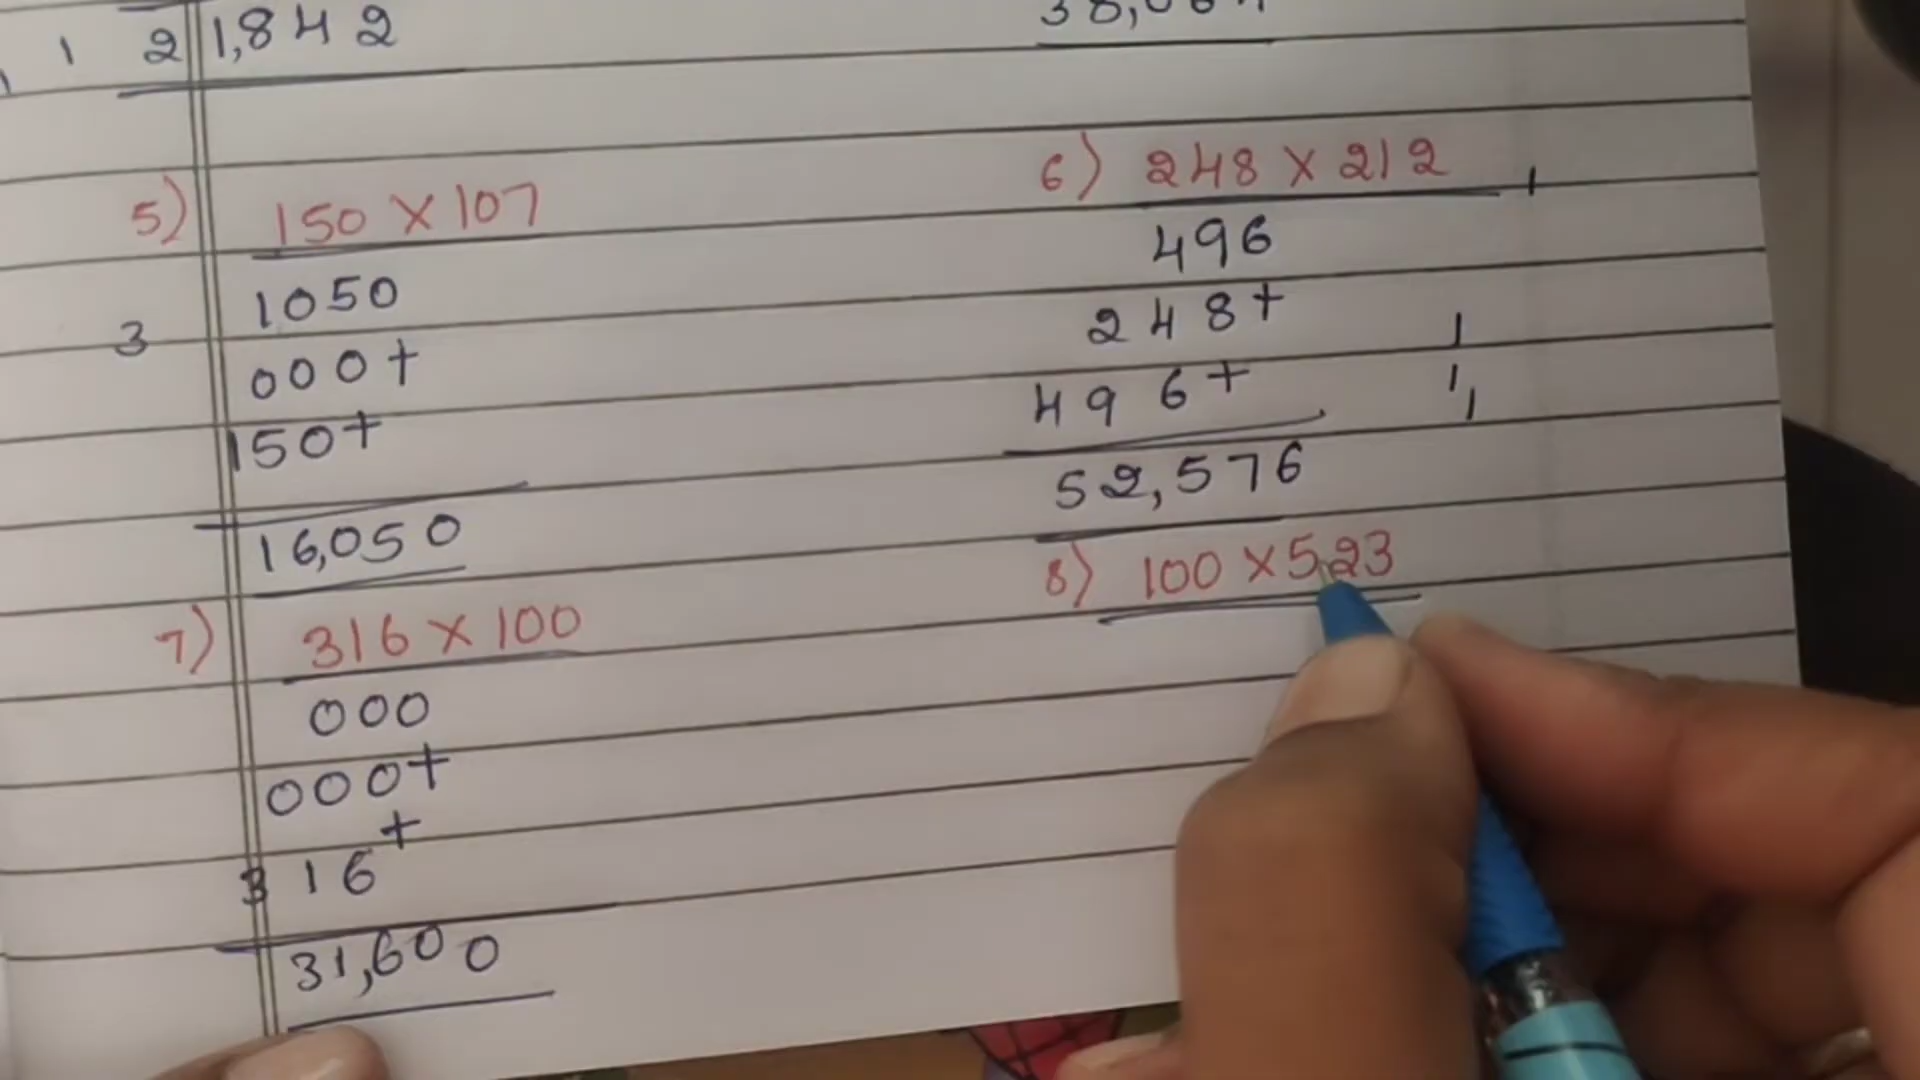 1 2 1,842
5) 150 X 107
1050
3
000+
150+
16,050
6) 248 X 212
496
248+
496+
52,576
7) 316 X 100
000
000+
316+
31,600
8) 100 X 523